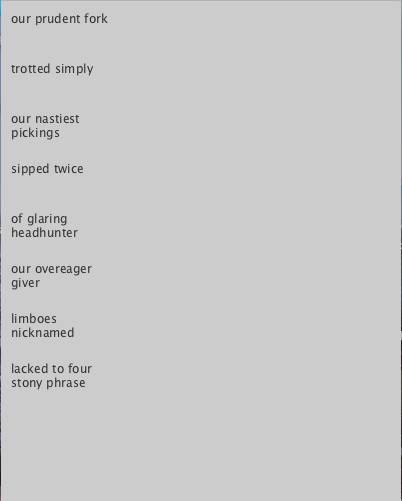 our prudent fork
trotted simply
our nastiest
pickings
sipped twice
of glaring
headhunter
our overeager
giver
limboes
nicknamed
lacked to four
stony phrase